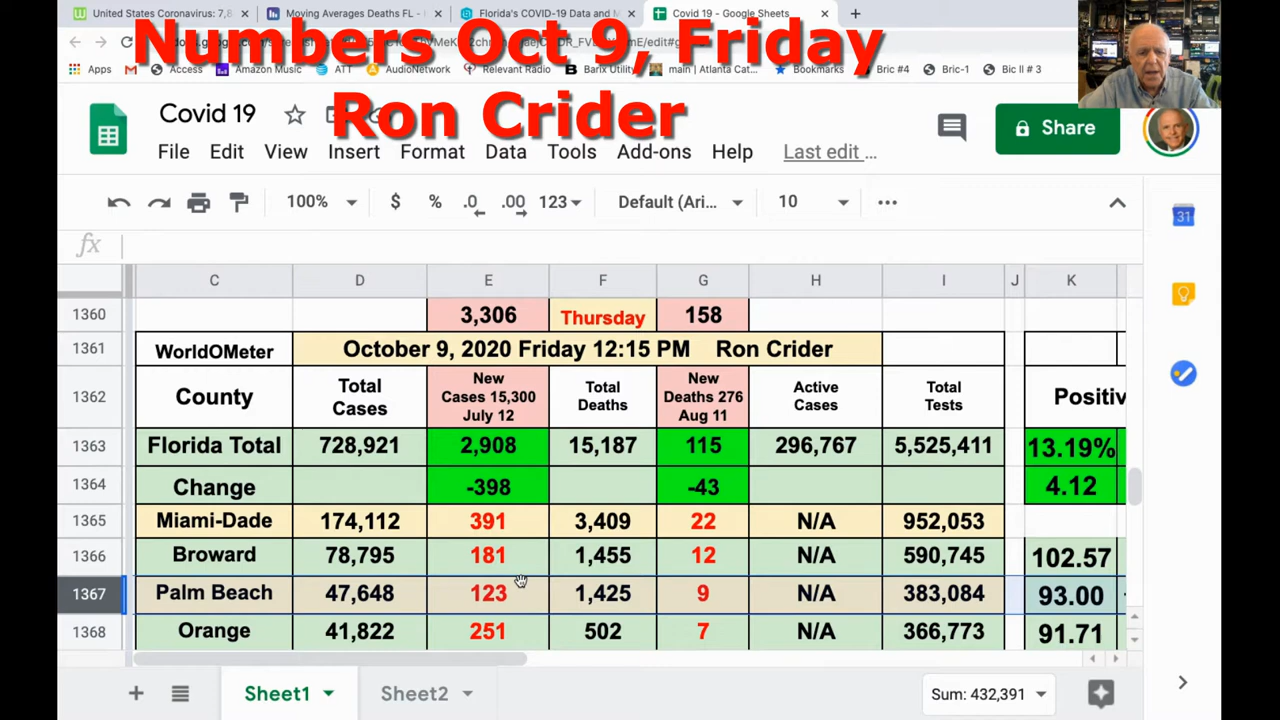 United States Coronavirus: 7,8
Moving Averages Deaths FL -
Florida's COVID-19 Data and
Covid 19 - Google Sheets
Numbers Oct 9, Friday
Ron Crider
Apps
Access
Amazon Music
ATT
AudioNetwork
Relevant Radio
BarIX Utility
main | Atlanta Cat...
Bookmarks
Bric #4
Bric-1
Bic II # 3
Covid 19
Share
File Edit View Insert Format Data Tools Add-ons Help Last edit ...
100% $ % .0 .00 123 Default (Ari... 10
fx
C D E F G H I J K
1360 3,306 Thursday 158
1361 WorldOMeter October 9, 2020 Friday 12:15 PM Ron Crider
1362 County Total Cases New Cases 15,300 July 12 Total Deaths New Deaths 276 Aug 11 Active Cases Total Tests Positiv
1363 Florida Total 728,921 2,908 15,187 115 296,767 5,525,411 13.19%
1364 Change -398 -43 4.12
1365 Miami-Dade 174,112 391 3,409 22 N/A 952,053
1366 Broward 78,795 181 1,455 12 N/A 590,745 102.57
1367 Palm Beach 47,648 123 1,425 9 N/A 383,084 93.00
1368 Orange 41,822 251 502 7 N/A 366,773 91.71
Sheet1 Sheet2 Sum: 432,391
31